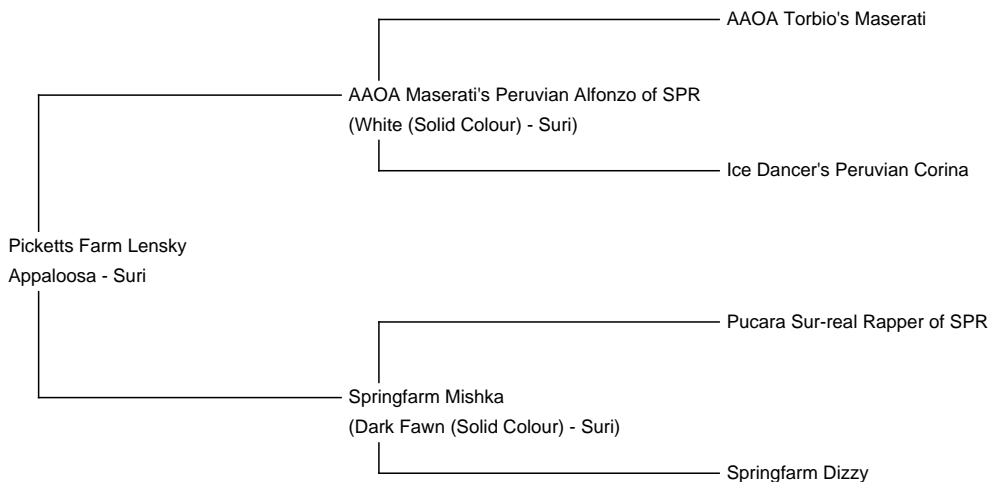 AAOA Torbio's Maserati
AAOA Maserati's Peruvian Alfonzo of SPR
(White (Solid Colour) - Suri)
Ice Dancer's Peruvian Corina
Picketts Farm Lensky
Appaloosa - Suri
Pucara Sur-real Rapper of SPR
Springfarm Mishka
(Dark Fawn (Solid Colour) - Suri)
Springfarm Dizzy